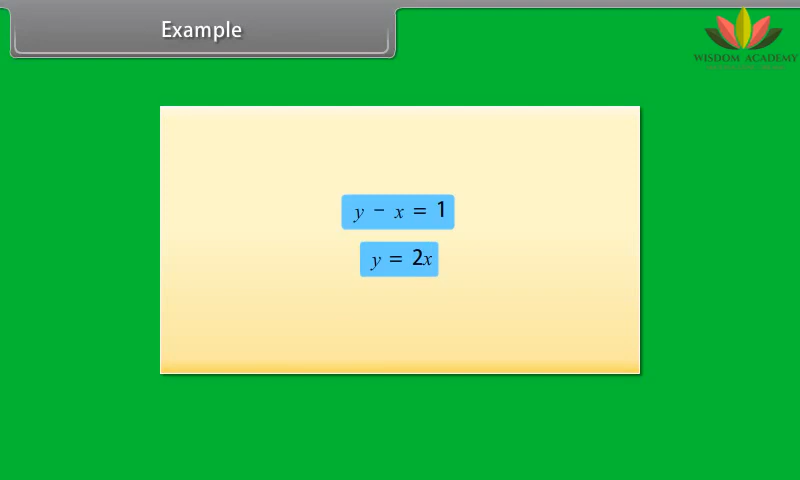 Example
WISDOM ACADEMY
y − x = 1
y = 2x